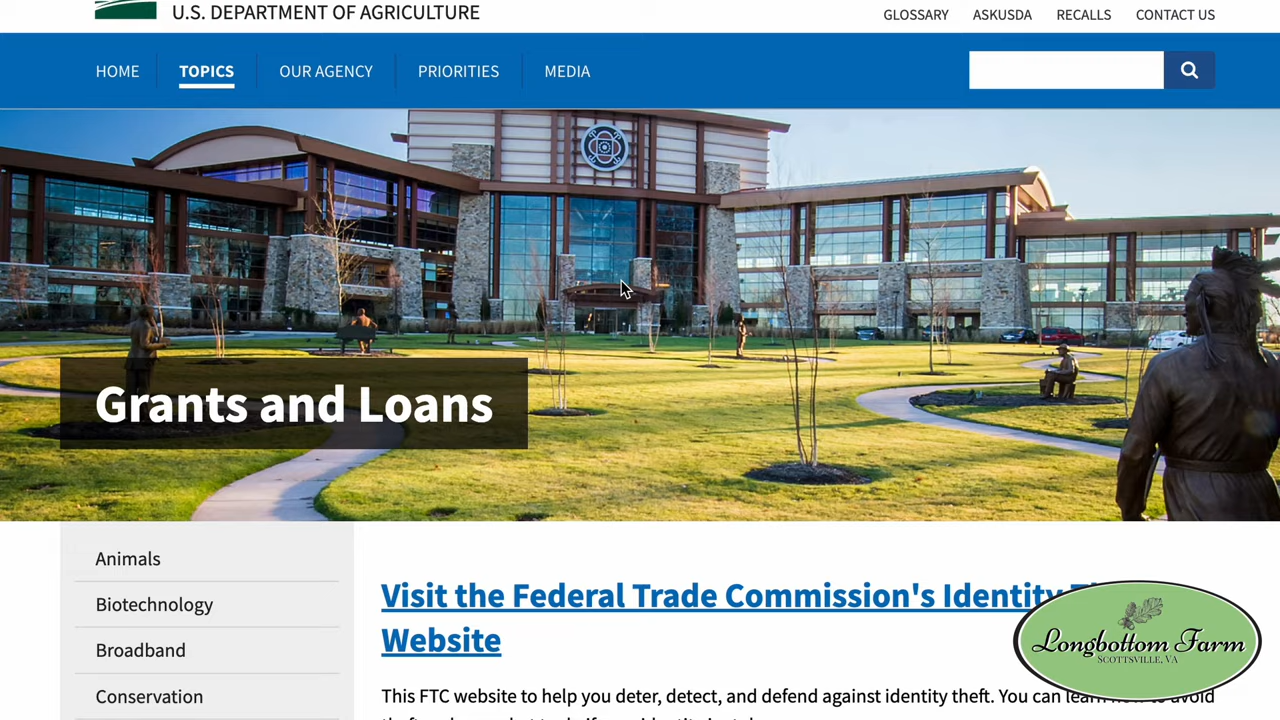 U.S. DEPARTMENT OF AGRICULTURE
GLOSSARY ASKUSDA RECALLS CONTACT US
HOME TOPICS OUR AGENCY PRIORITIES MEDIA
Grants and Loans
Animals
Biotechnology
Broadband
Conservation
Visit the Federal Trade Commission's Identity
Website
This FTC website to help you deter, detect, and defend against identity theft. You can learn how to avoid
Longbottom Farm
SCOTTSVILLE, VA